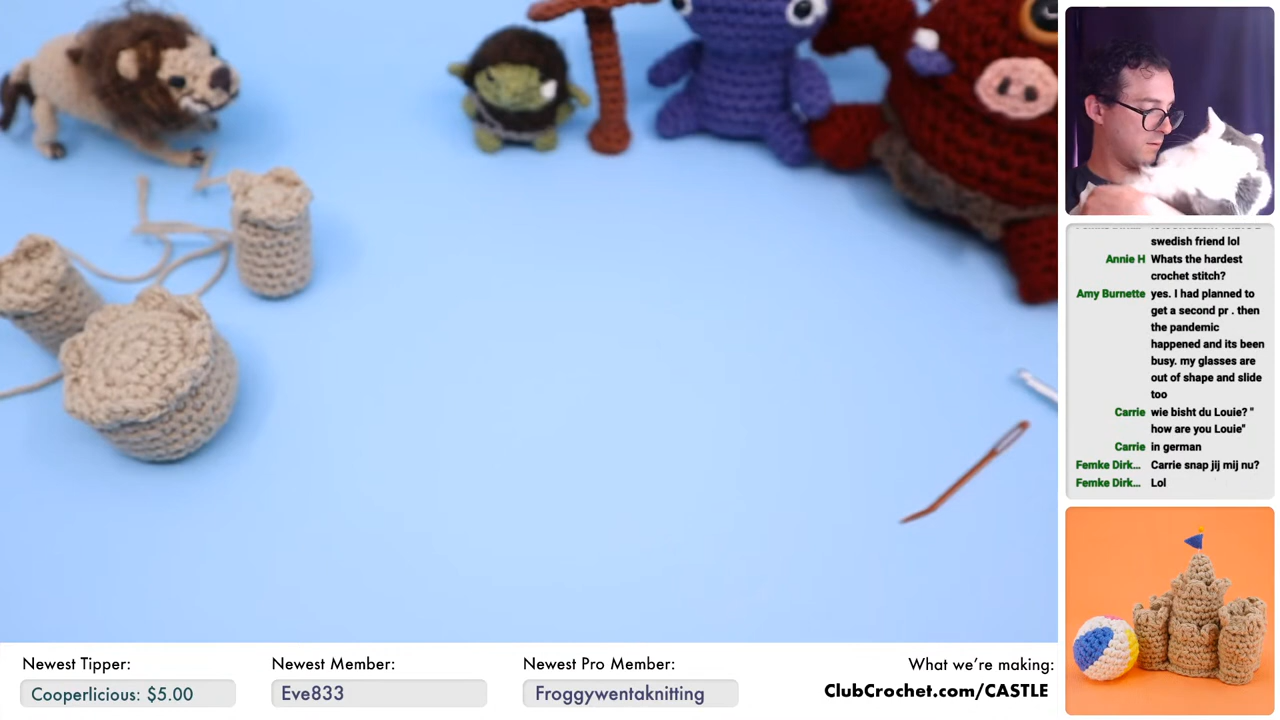 swedish friend lol
Annie H Whats the hardest
crochet stitch?
Amy Burnette yes. I had planned to
get a second pr . then
the pandemic
happened and its been
busy. my glasses are
out of shape and slide
too
Carrie wie bisht du Louie? "
how are you Louie"
Carrie in german
Femke Dirk... Carrie snap jij mij nu?
Femke Dirk... Lol
Newest Tipper:
Cooperlicious: $5.00
Newest Member:
Eve833
Newest Pro Member:
Froggywentaknitting
What we're making:
ClubCrochet.com/CASTLE